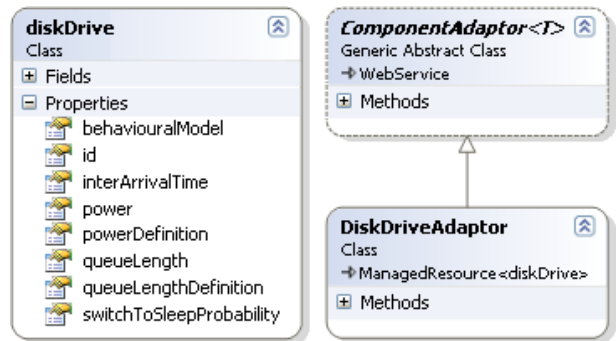 diskDrive
Class
Fields
Properties
behaviouralModel
id
interArrivalTime
power
powerDefinition
queueLength
queueLengthDefinition
switchToSleepProbability
ComponentAdaptor<T>
Generic Abstract Class
WebService
Methods
DiskDriveAdaptor
Class
ManagedResource<diskDrive>
Methods